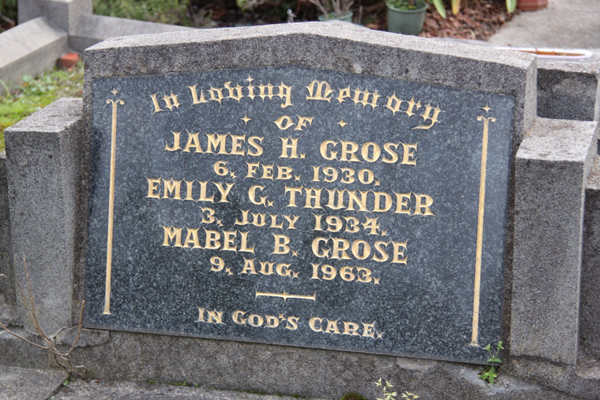 In Loving Memory
OF
JAMES H. GROSE
6. FEB. 1930.
EMILY G. THUNDER
3. JULY 1934.
MABEL B. GROSE
9. AUG. 1963.
IN GOD'S CARE.